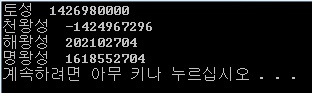 토성  1426980000
천왕성  -1424967296
해왕성  202102704
명왕성  1618552704
계속하려면 아무 키나 누르십시오 . . .